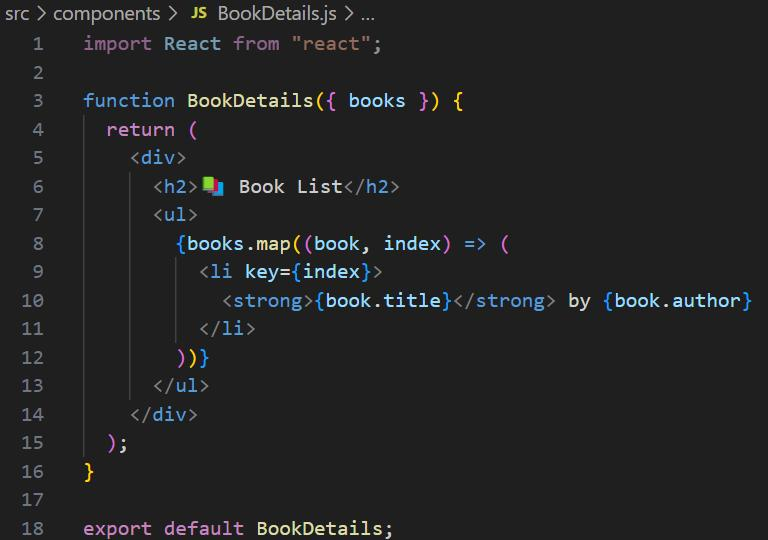 src > components > JS BookDetails.js > ...
1 import React from "react";
2
3 function BookDetails({ books }) {
4   return (
5     <div>
6       <h2>📚 Book List</h2>
7       <ul>
8         {books.map((book, index) => (
9           <li key={index}>
10             <strong>{book.title}</strong> by {book.author}
11           </li>
12         ))}
13       </ul>
14     </div>
15   );
16 }
17
18 export default BookDetails;